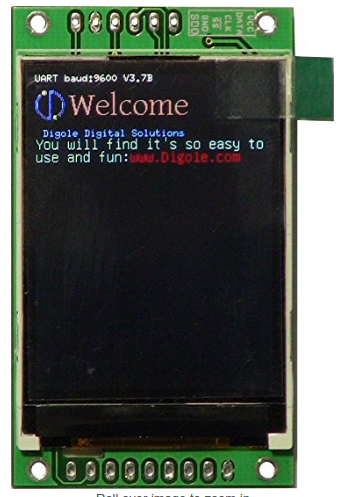 VCC
DATA
CLK
SS
GND
SDO
UART baud:9600 V3.7B
Welcome
Digole Digital Solutions
You will find it's so easy to
use and fun:www.Digole.com
Roll over image to zoom in